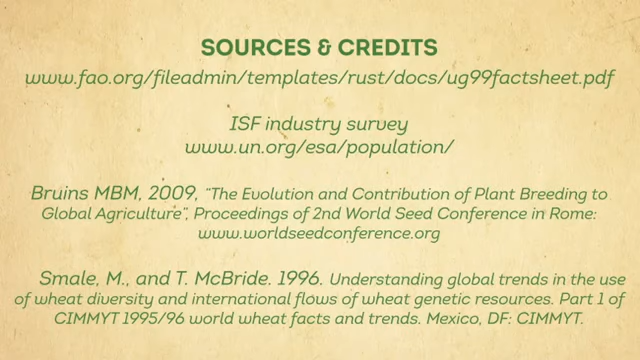 SOURCES & CREDITS
www.fao.org/fileadmin/templates/rust/docs/ug99factsheet.pdf
ISF industry survey
www.un.org/esa/population/
Bruins MBM, 2009, "The Evolution and Contribution of Plant Breeding to
Global Agriculture", Proceedings of 2nd World Seed Conference in Rome:
www.worldseedconference.org
Smale, M., and T. McBride. 1996. Understanding global trends in the use
of wheat diversity and international flows of wheat genetic resources. Part 1 of
CIMMYT 1995/96 world wheat facts and trends. Mexico, DF: CIMMYT.